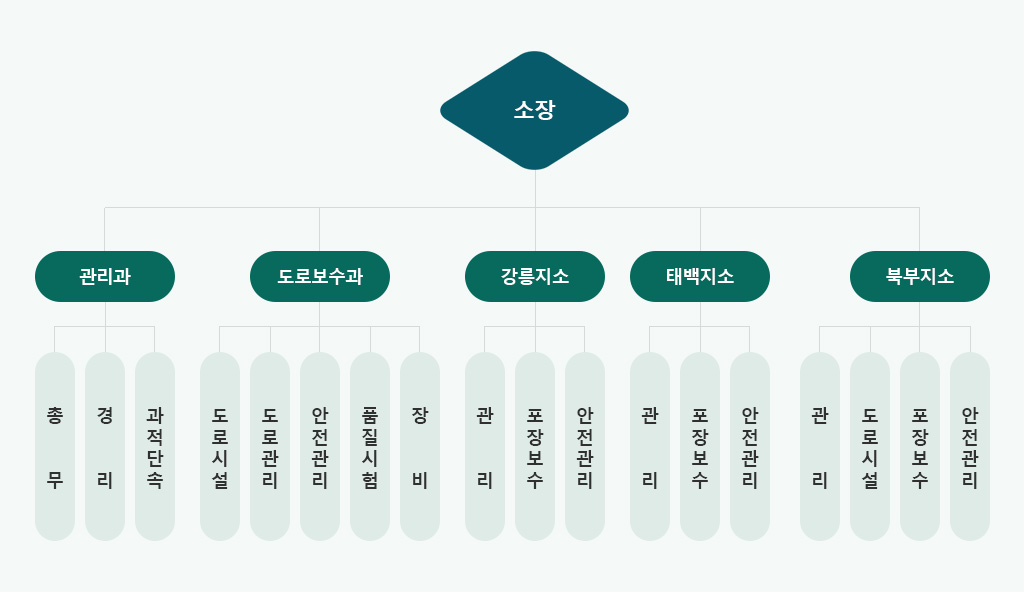 소장
관리과
도로보수과
강릉지소
태백지소
북부지소
총무
경리
과적단속
도로시설
도로관리
안전관리
품질시험
장비
관리
포장보수
안전관리
관리
포장보수
안전관리
관리
도로시설
포장보수
안전관리